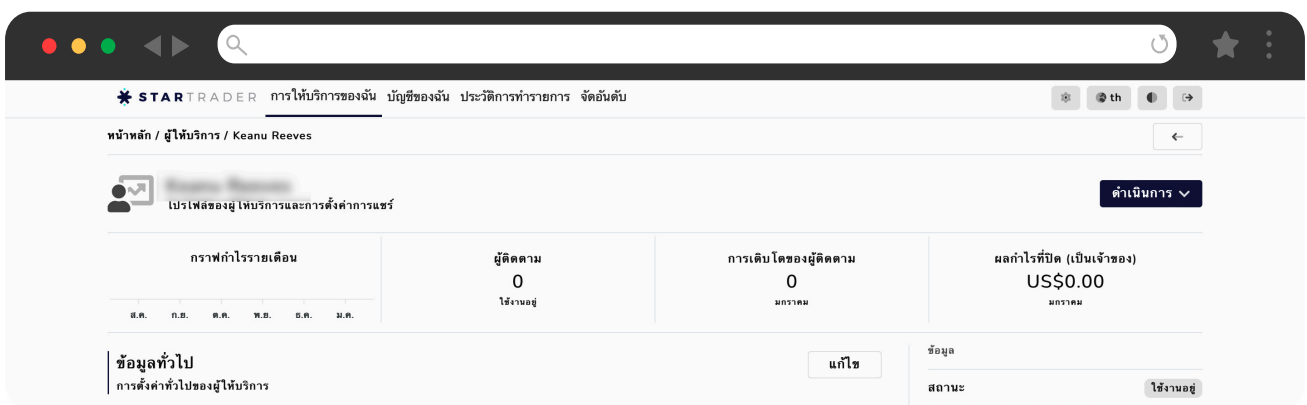 STARTRADER การให้บริการของฉัน บัญชีของฉัน ประวัติการทำรายการ จัดอันดับ th
หน้าหลัก / ผู้ให้บริการ / Keanu Reeves
โปรไฟล์ของผู้ให้บริการและการตั้งค่าการแชร์
ดำเนินการ
กราฟกำไรรายเดือน
ส.ค. ก.ย. ต.ค. พ.ย. ธ.ค. ม.ค.
ผู้ติดตาม
0
ใช้งานอยู่
การเติบโตของผู้ติดตาม
0
มกราคม
ผลกำไรที่ปิด (เป็นเจ้าของ)
US$0.00
มกราคม
ข้อมูลทั่วไป
การตั้งค่าทั่วไปของผู้ให้บริการ
แก้ไข
ข้อมูล
สถานะ ใช้งานอยู่